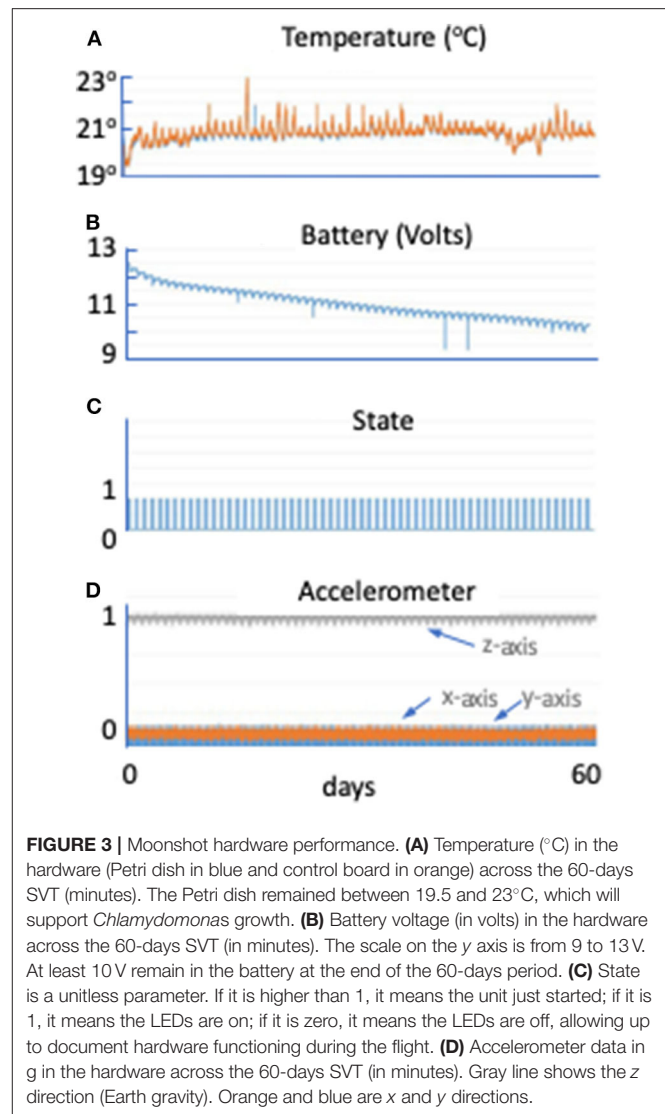 A
Temperature (°C)
23°
21°
19°
B
Battery (Volts)
13
11
9
C
State
1
0
D
Accelerometer
1
z-axis
x-axis
y-axis
0
0
days
60
FIGURE 3 | Moonshot hardware performance. (A) Temperature (°C) in the
hardware (Petri dish in blue and control board in orange) across the 60-days
SVT (minutes). The Petri dish remained between 19.5 and 23°C, which will
support Chlamydomonas growth. (B) Battery voltage (in volts) in the hardware
across the 60-days SVT (in minutes). The scale on the y axis is from 9 to 13 V.
At least 10 V remain in the battery at the end of the 60-days period. (C) State
is a unitless parameter. If it is higher than 1, it means the unit just started; if it is
1, it means the LEDs are on; if it is zero, it means the LEDs are off, allowing up
to document hardware functioning during the flight. (D) Accelerometer data in
g in the hardware across the 60-days SVT (in minutes). Gray line shows the z
direction (Earth gravity). Orange and blue are x and y directions.